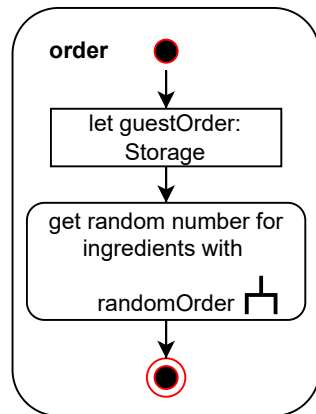 order
let guestOrder:
Storage
get random number for
ingredients with
randomOrder